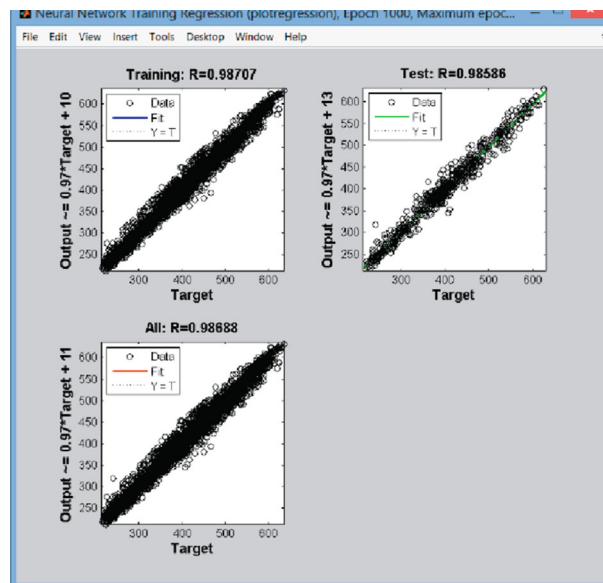 Neural Network Training Regression (plotregression), Epoch 1000, Maximum epoc...
File Edit View Insert Tools Desktop Window Help
Training: R=0.98707
Output ~= 0.97*Target + 10
Data
Fit
Y = T
600
550
500
450
400
350
300
250
300 400 500 600
Target
Test: R=0.98586
Output ~= 0.97*Target + 13
Data
Fit
Y = T
600
550
500
450
400
350
300
250
300 400 500 600
Target
All: R=0.98688
Output ~= 0.97*Target + 11
Data
Fit
Y = T
600
550
500
450
400
350
300
250
300 400 500 600
Target